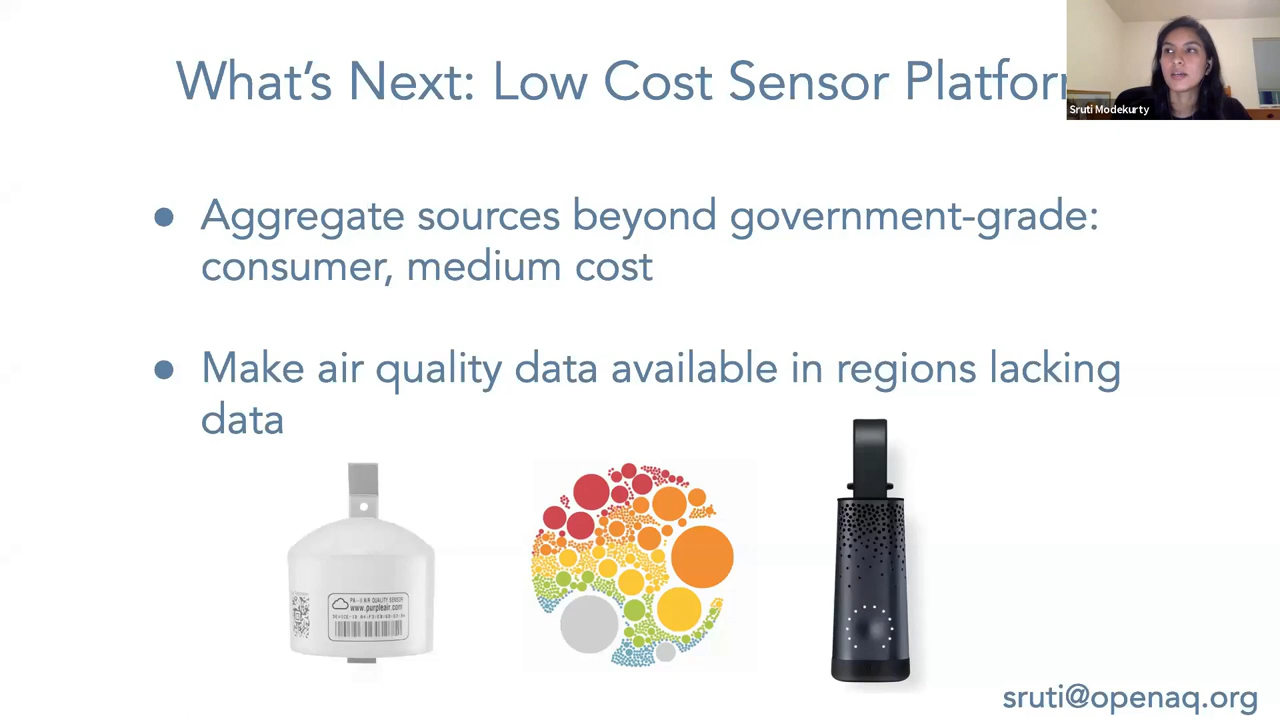 What's Next: Low Cost Sensor Platfor
Sruti Modekurty
● Aggregate sources beyond government-grade:
consumer, medium cost
● Make air quality data available in regions lacking
data
PA-II AIR QUALITY SENSOR
www.purpleair.com
sruti@openaq.org